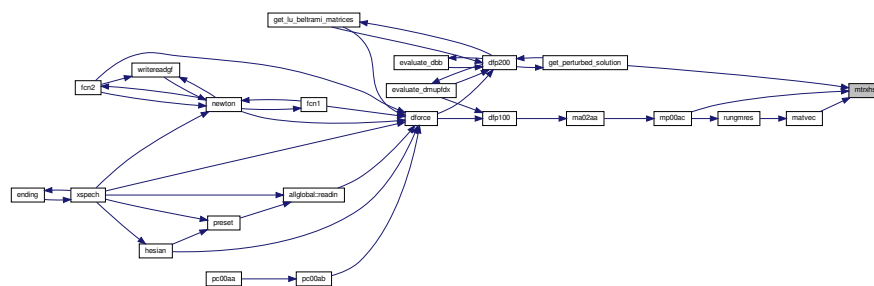 get_lu_beltrami_matrices
evaluate_dbb
dfp200
get_perturbed_solution
writereadgf
fcn2
evaluate_dmupfdx
mtrxhs
newton
fcn1
dforce
dfp100
ma02aa
mp00ac
rungmres
matvec
ending
xspech
allglobal::readin
preset
hesian
pc00aa
pc00ab